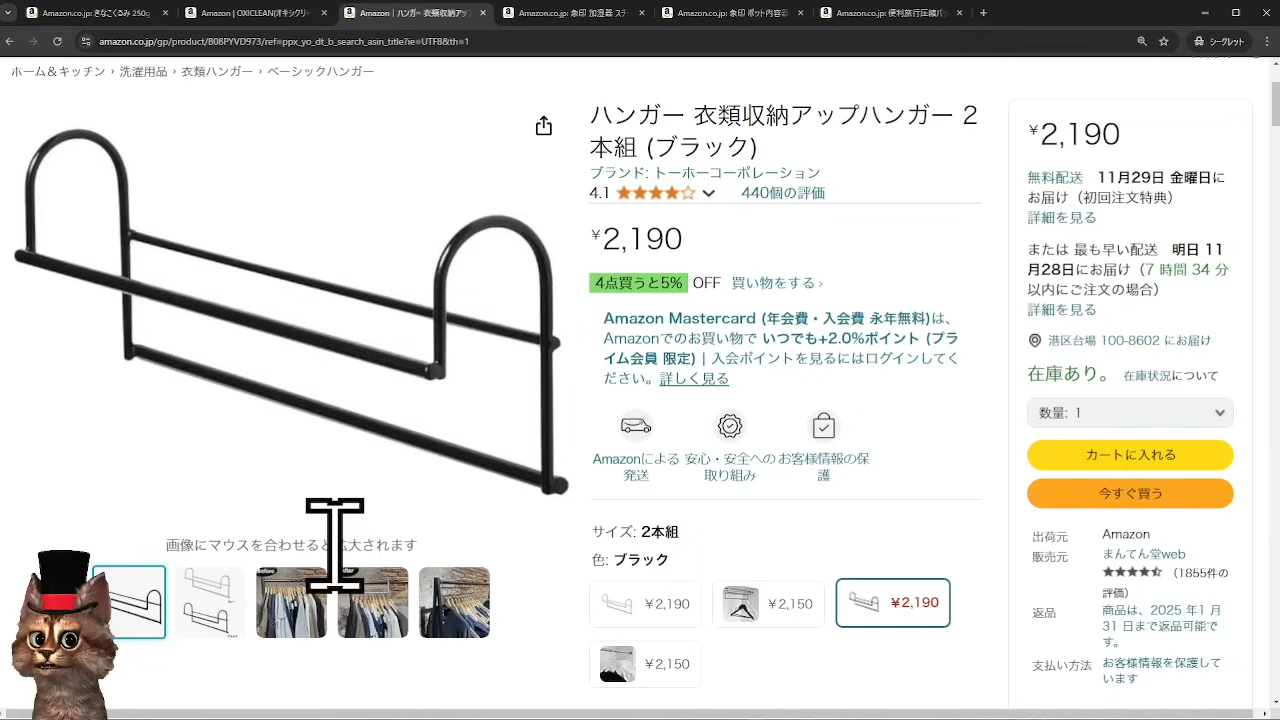 Amazon.co.jp: きなこぐみ 250g
Amazon | OXICLEAN(オキシクリー
Amazon | ハンガー 衣類収納アップ
Amazon.co.jp: 象印 加湿器 ステ
Amazon.co.jp: 象印 ポット内容器
Amazon.co.jp: 便利旅行圧縮バ
amazon.co.jp/gp/product/B08PYVD973/ref=ppx_yo_dt_b_search_asin_title?ie=UTF8&th=1
シークレット
ホーム＆キッチン › 洗濯用品 › 衣類ハンガー › ベーシックハンガー
ハンガー 衣類収納アップハンガー 2
本組 (ブラック)
ブランド: トーホーコーポレーション
4.1 440個の評価
¥2,190
4点買うと5% OFF 買い物をする ›
Amazon Mastercard (年会費・入会費 永年無料)は、
Amazonでのお買い物で いつでも+2.0%ポイント (プラ
イム会員 限定) | 入会ポイントを見るにはログインしてく
ださい。詳しく見る
Amazonによる
発送
安心・安全への
取り組み
お客様情報の保
護
サイズ: 2本組
色: ブラック
¥2,190
¥2,150
¥2,190
¥2,150
画像にマウスを合わせると拡大されます
¥2,190
無料配送 11月29日 金曜日に
お届け（初回注文特典）
詳細を見る
または 最も早い配送 明日 11
月28日にお届け（7 時間 34 分
以内にご注文の場合）
詳細を見る
港区台場 100-8602 にお届け
在庫あり。 在庫状況について
数量: 1
カートに入れる
今すぐ買う
出荷元 Amazon
販売元 まんてん堂web
（1855件の
評価）
返品 商品は、2025 年1 月
31 日まで返品可能で
す。
支払い方法 お客様情報を保護して
います